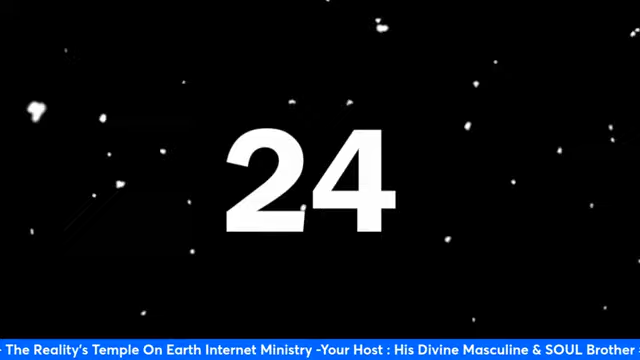 24
- The Reality's Temple On Earth Internet Ministry -Your Host : His Divine Masculine & SOUL Brother